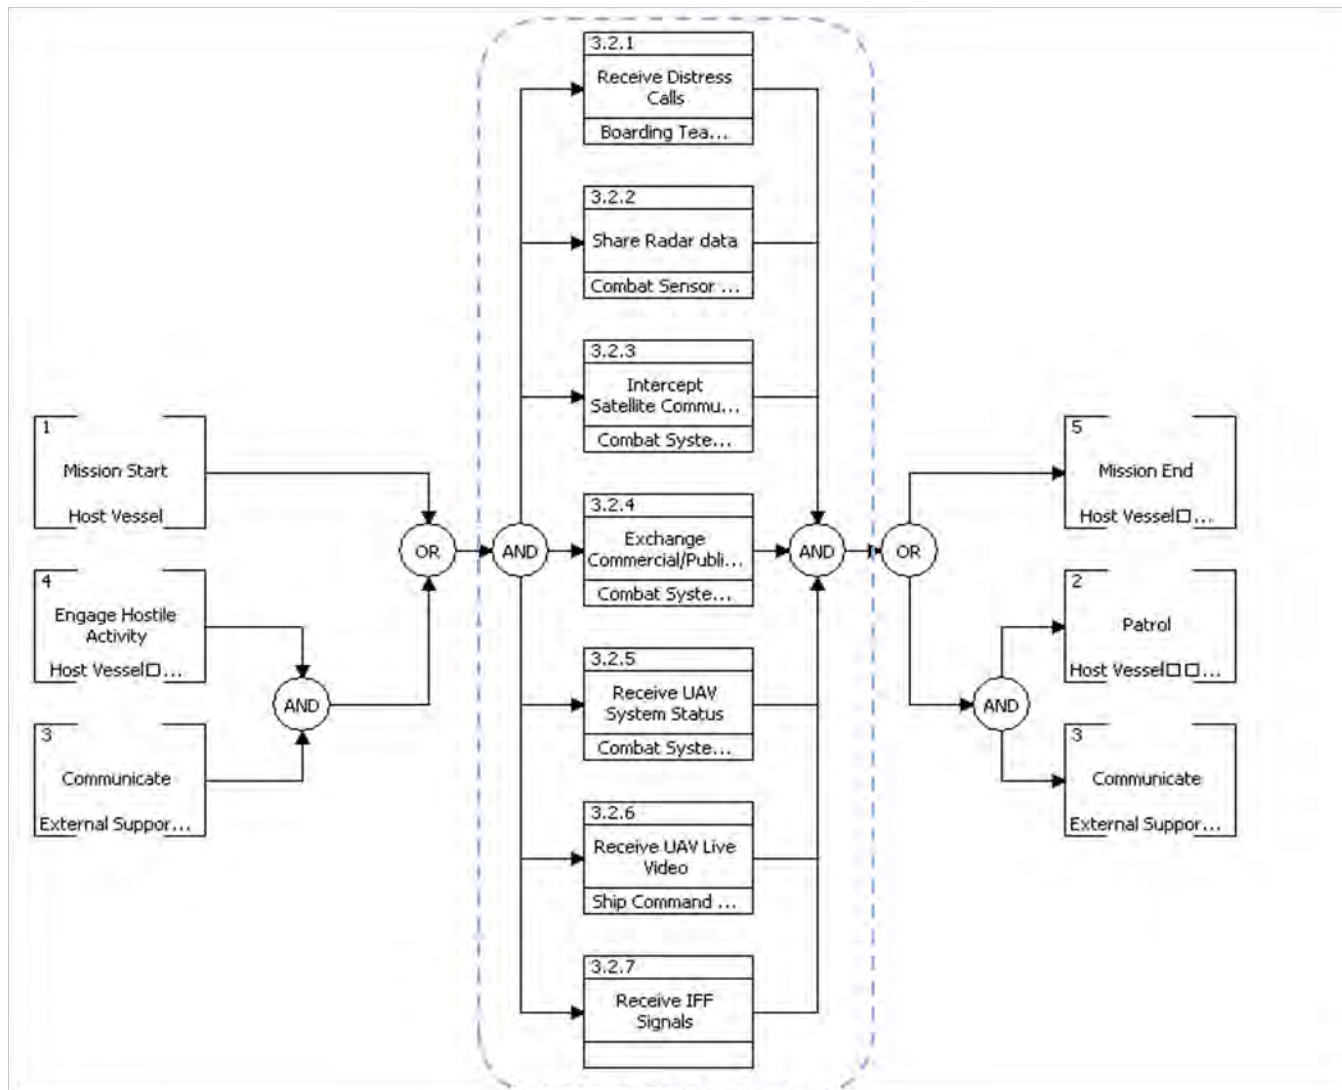 3.2.1
Receive Distress
Calls
Boarding Tea...
3.2.2
Share Radar data
Combat Sensor ...
3.2.3
Intercept
Satellite Commu...
Combat Syste...
1
Mission Start
Host Vessel
4
Engage Hostile
Activity
Host Vessel□...
3
Communicate
External Suppor...
AND
OR
AND
3.2.4
Exchange
Commercial/Publi...
Combat Syste...
3.2.5
Receive UAV
System Status
Combat Syste...
3.2.6
Receive UAV Live
Video
Ship Command ...
3.2.7
Receive IFF
Signals
AND
OR
AND
5
Mission End
Host Vessel□...
2
Patrol
Host Vessel□□...
3
Communicate
External Suppor...